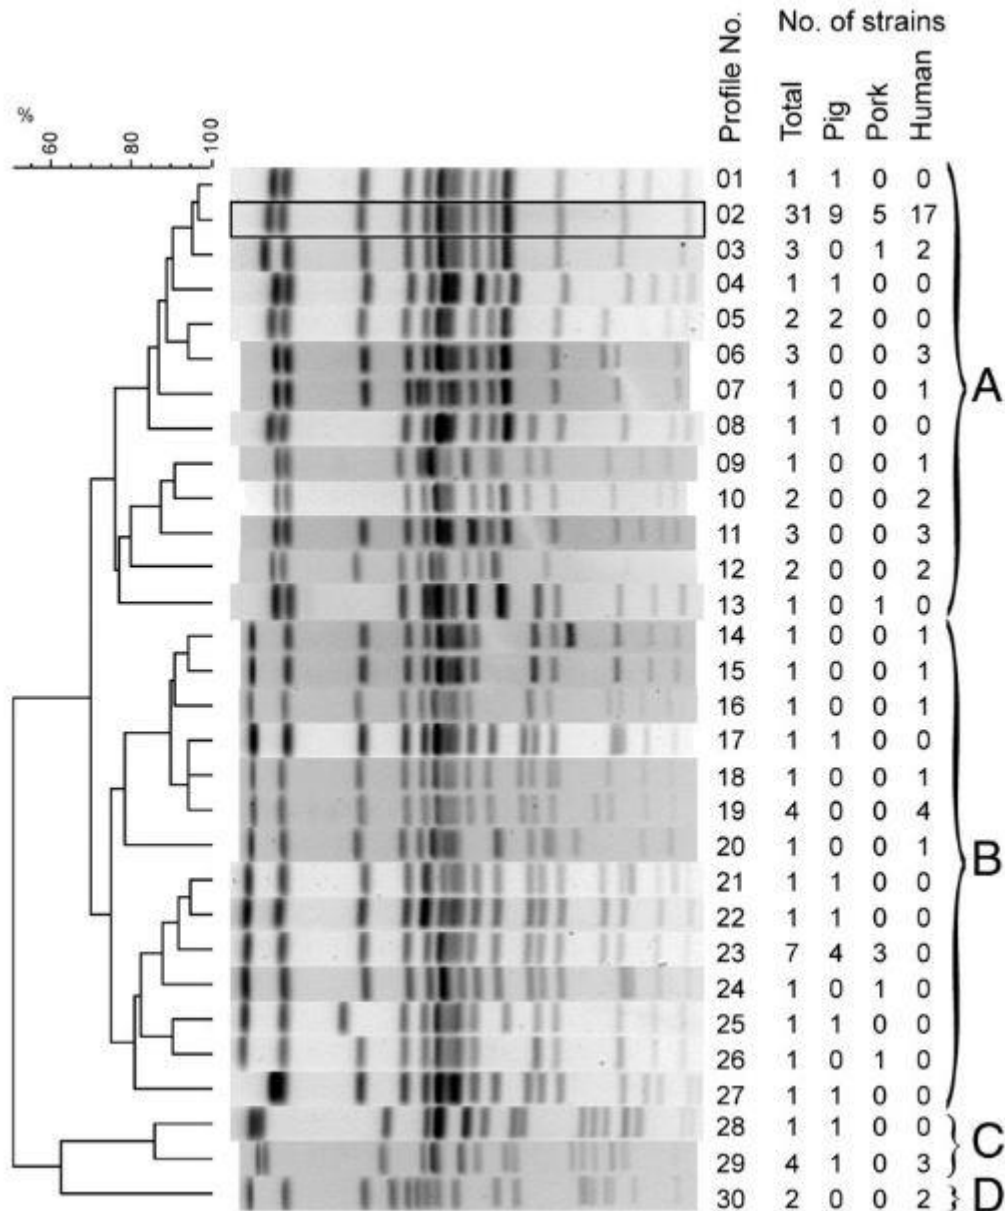 No. of strains
Profile No. Total Pig Pork Human
%
60 80 100
01 1 1 0 0
02 31 9 5 17
03 3 0 1 2
04 1 1 0 0
05 2 2 0 0
06 3 0 0 3
07 1 0 0 1
A
08 1 1 0 0
09 1 0 0 1
10 2 0 0 2
11 3 0 0 3
12 2 0 0 2
13 1 0 1 0
14 1 0 0 1
15 1 0 0 1
16 1 0 0 1
17 1 1 0 0
18 1 0 0 1
19 4 0 0 4
20 1 0 0 1
B
21 1 1 0 0
22 1 1 0 0
23 7 4 3 0
24 1 0 1 0
25 1 1 0 0
26 1 0 1 0
27 1 1 0 0
28 1 1 0 0
C
29 4 1 0 3
30 2 0 0 2 D